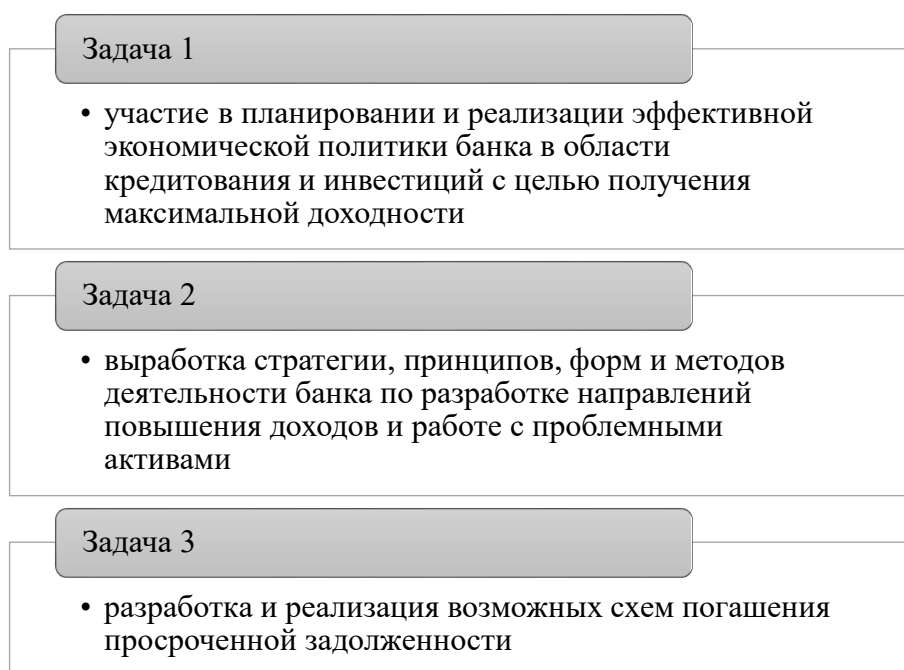 Задача 1
• участие в планировании и реализации эффективной
экономической политики банка в области
кредитования и инвестиций с целью получения
максимальной доходности
Задача 2
• выработка стратегии, принципов, форм и методов
деятельности банка по разработке направлений
повышения доходов и работе с проблемными
активами
Задача 3
• разработка и реализация возможных схем погашения
просроченной задолженности